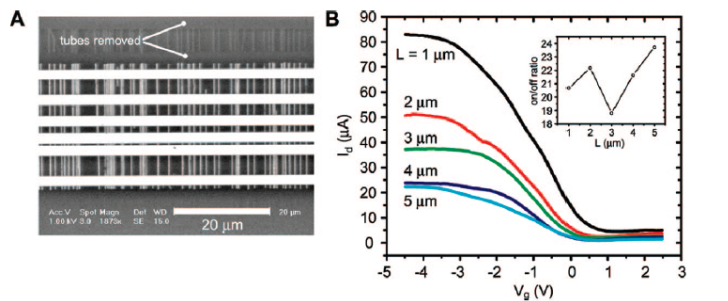 A
tubes removed
Acc.V Spot Magn Det WD
1.00 kV 3.0 1873x SE 15.0
20 μm
20 μm
B
90
80
70
60
50
40
30
20
10
0
I_d (μA)
L = 1 μm
2 μm
3 μm
4 μm
5 μm
-5 -4 -3 -2 -1 0 1 2 3
V_g (V)
24
23
22
21
20
19
18
on/off ratio
1 2 3 4 5
L (μm)